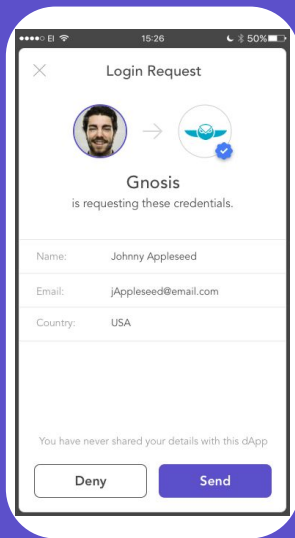 EI 15:26 50%
Login Request
Gnosis
is requesting these credentials.
Name: Johnny Appleseed
Email: jAppleseed@email.com
Country: USA
You have never shared your details with this dApp
Deny Send